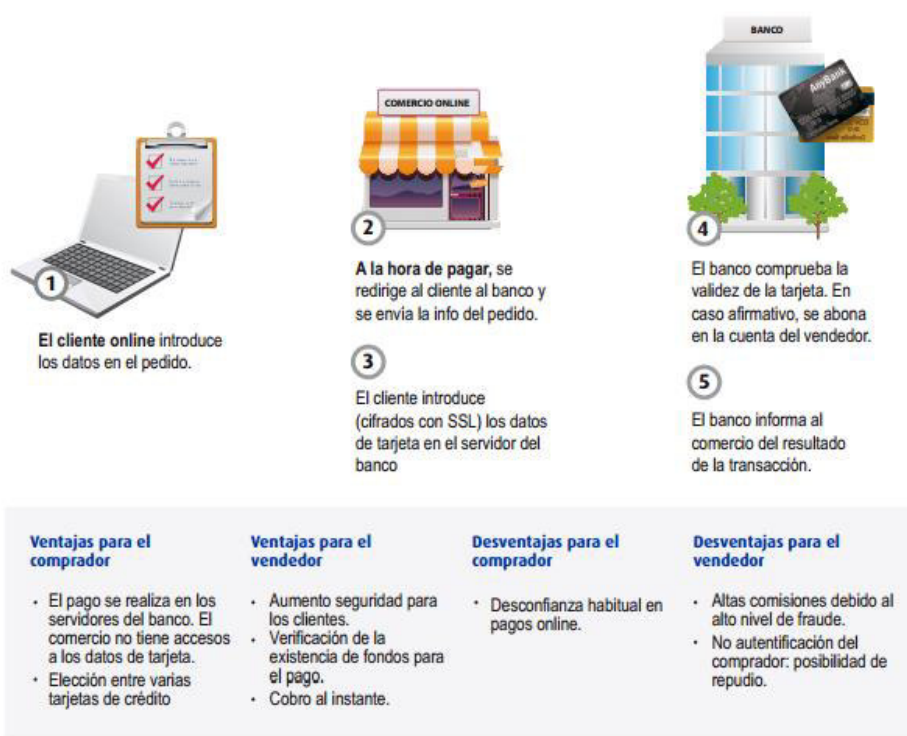 BANCO
AnyBank
COMERCIO ONLINE
1
El cliente online introduce
los datos en el pedido.
2
A la hora de pagar, se
redirige al cliente al banco y
se envia la info del pedido.
3
El cliente introduce
(cifrados con SSL) los datos
de tarjeta en el servidor del
banco
4
El banco comprueba la
validez de la tarjeta. En
caso afirmativo, se abona
en la cuenta del vendedor.
5
El banco informa al
comercio del resultado
de la transacción.
Ventajas para el
comprador
• El pago se realiza en los
servidores del banco. El
comercio no tiene accesos
a los datos de tarjeta.
• Elección entre varias
tarjetas de crédito
Ventajas para el
vendedor
• Aumento seguridad para
los clientes.
• Verificación de la
existencia de fondos para
el pago.
• Cobro al instante.
Desventajas para el
comprador
• Desconfianza habitual en
pagos online.
Desventajas para el
vendedor
• Altas comisiones debido al
alto nivel de fraude.
• No autentificación del
comprador: posibilidad de
repudio.